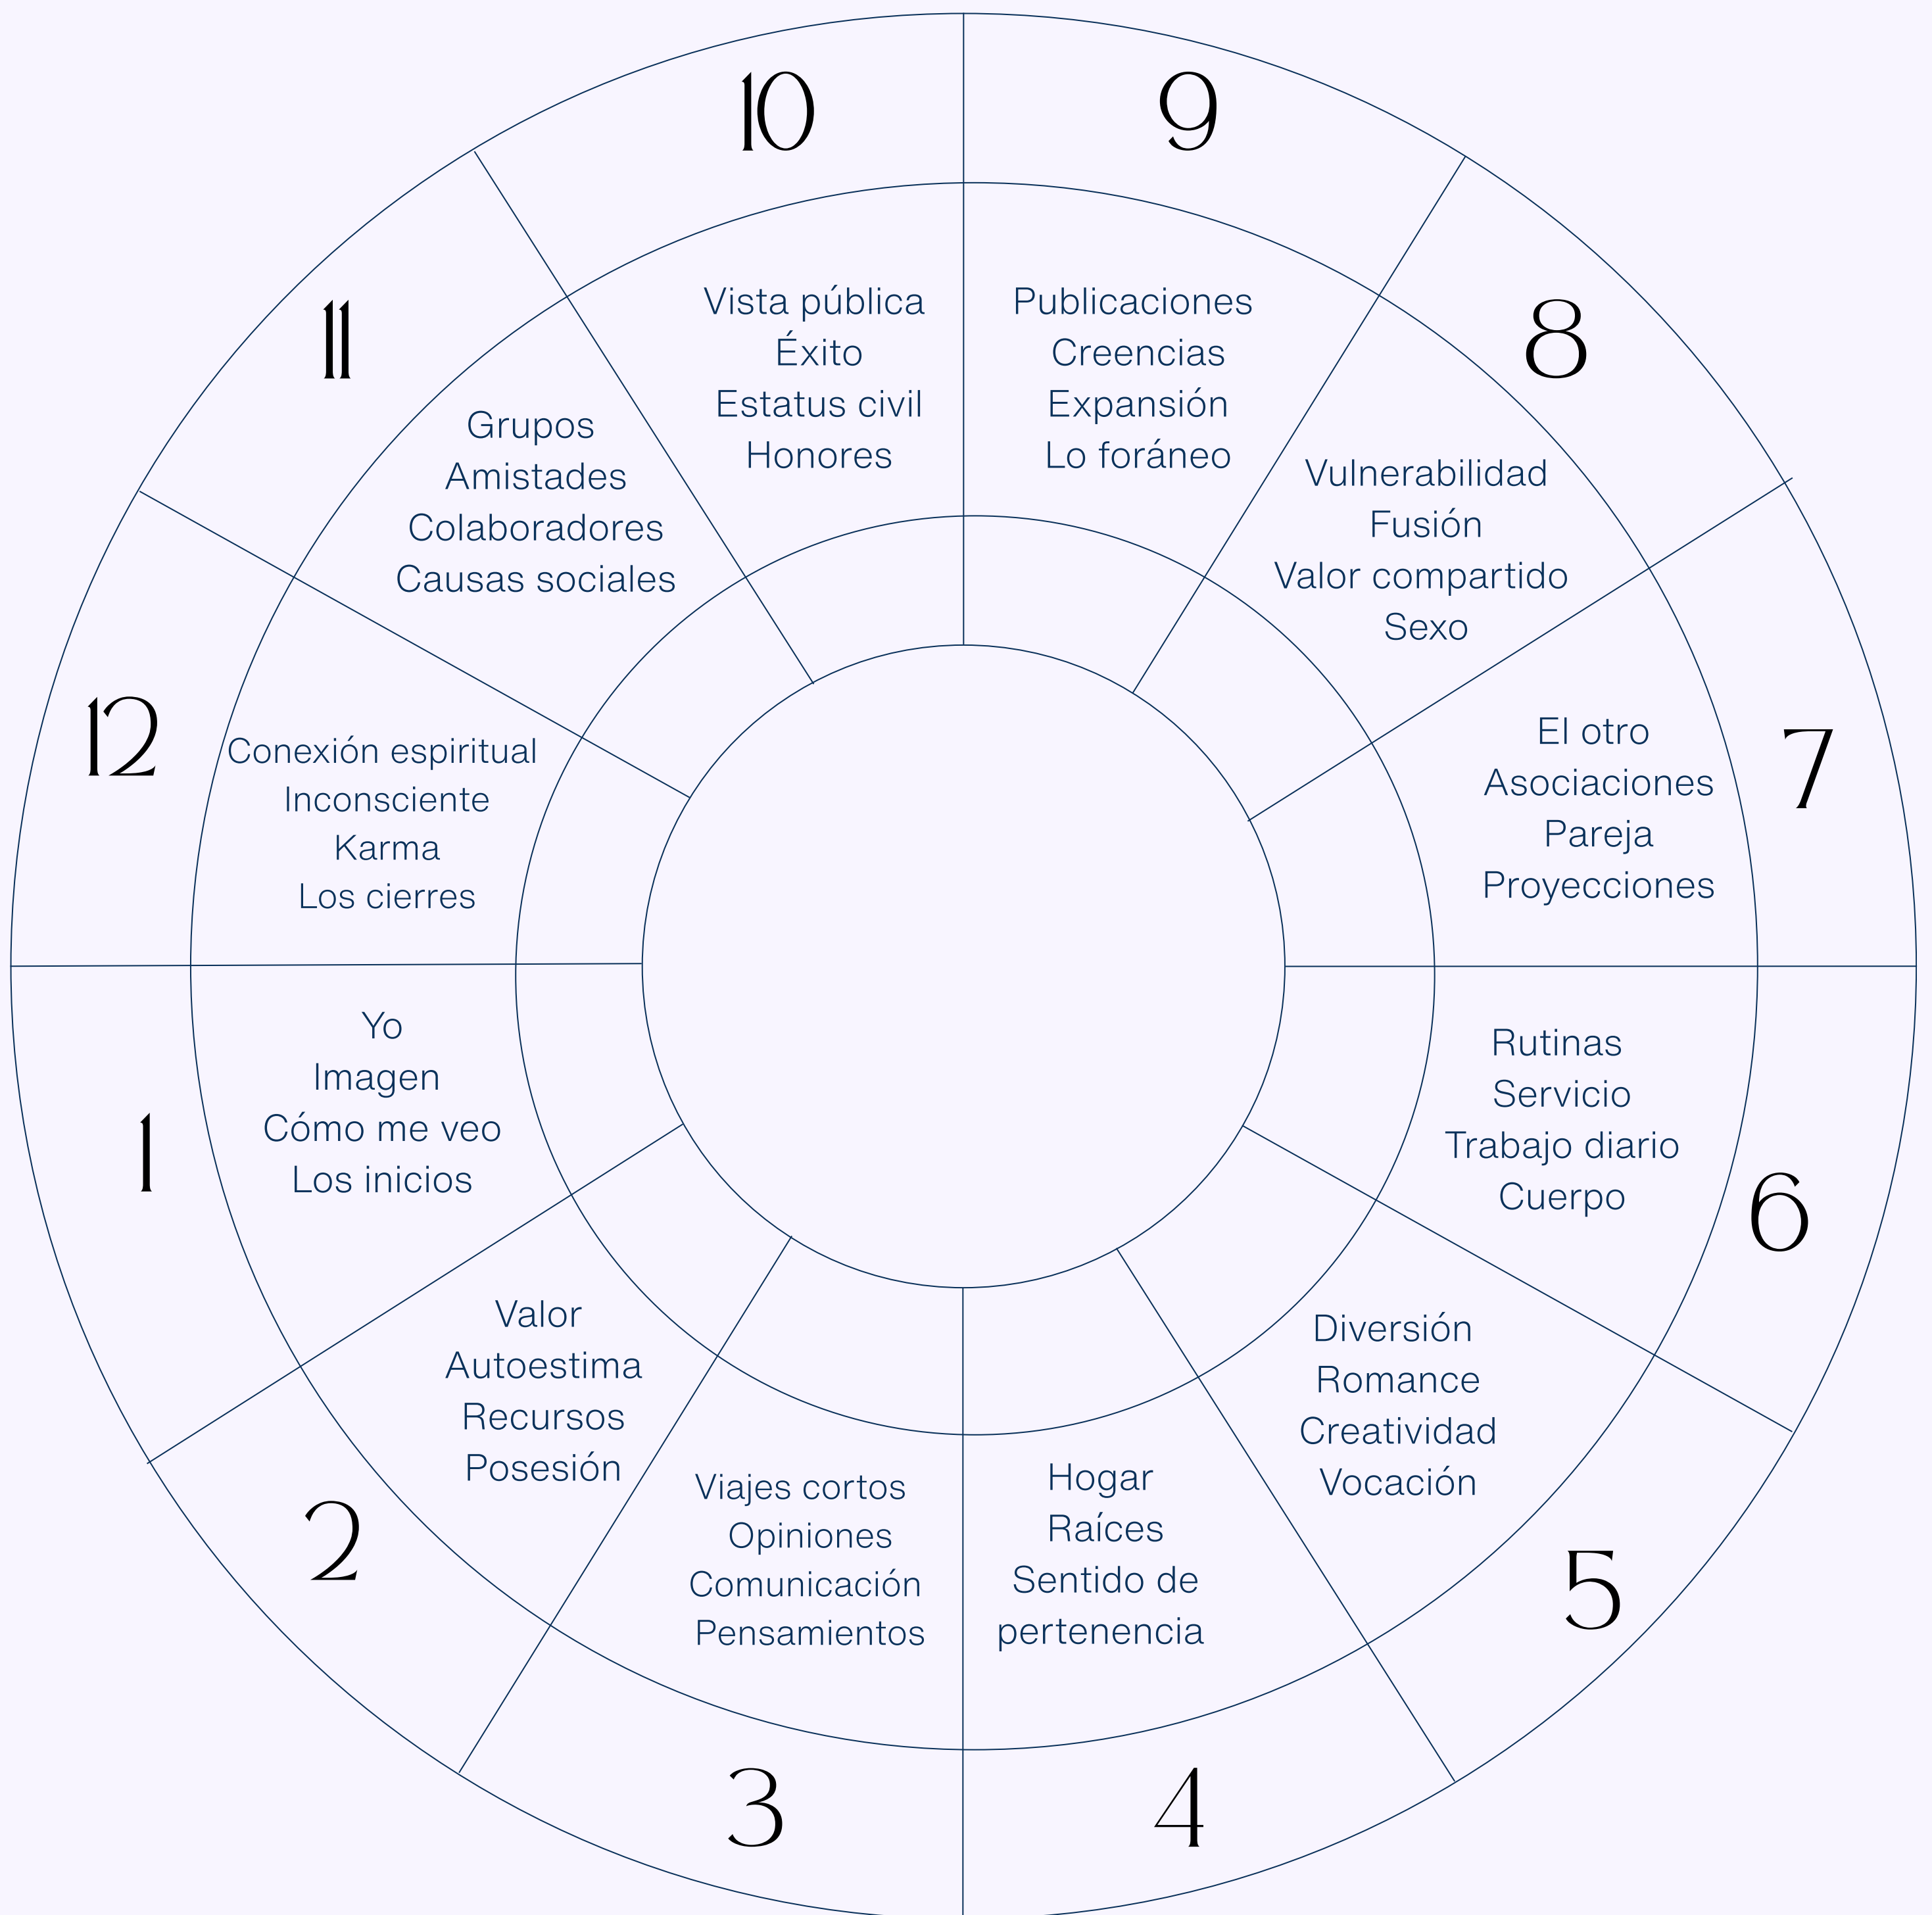 10
9
11
8
12
7
1
6
2
5
3
4
Vista pública
Éxito
Estatus civil
Honores
Publicaciones
Creencias
Expansión
Lo foráneo
Grupos
Amistades
Colaboradores
Causas sociales
Vulnerabilidad
Fusión
Valor compartido
Sexo
Conexión espiritual
Inconsciente
Karma
Los cierres
El otro
Asociaciones
Pareja
Proyecciones
Yo
Imagen
Cómo me veo
Los inicios
Rutinas
Servicio
Trabajo diario
Cuerpo
Valor
Autoestima
Recursos
Posesión
Diversión
Romance
Creatividad
Vocación
Viajes cortos
Opiniones
Comunicación
Pensamientos
Hogar
Raíces
Sentido de
pertenencia